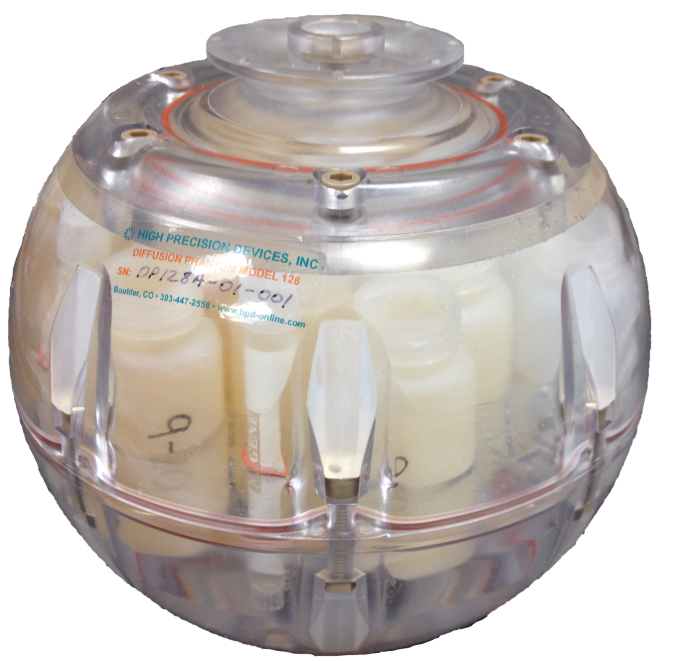 HIGH PRECISION DEVICES, INC
DIFFUSION PHANTOM MODEL 128
SN: DP128A-01-001
Boulder, CO • 303-447-2558 • www.hpd-online.com